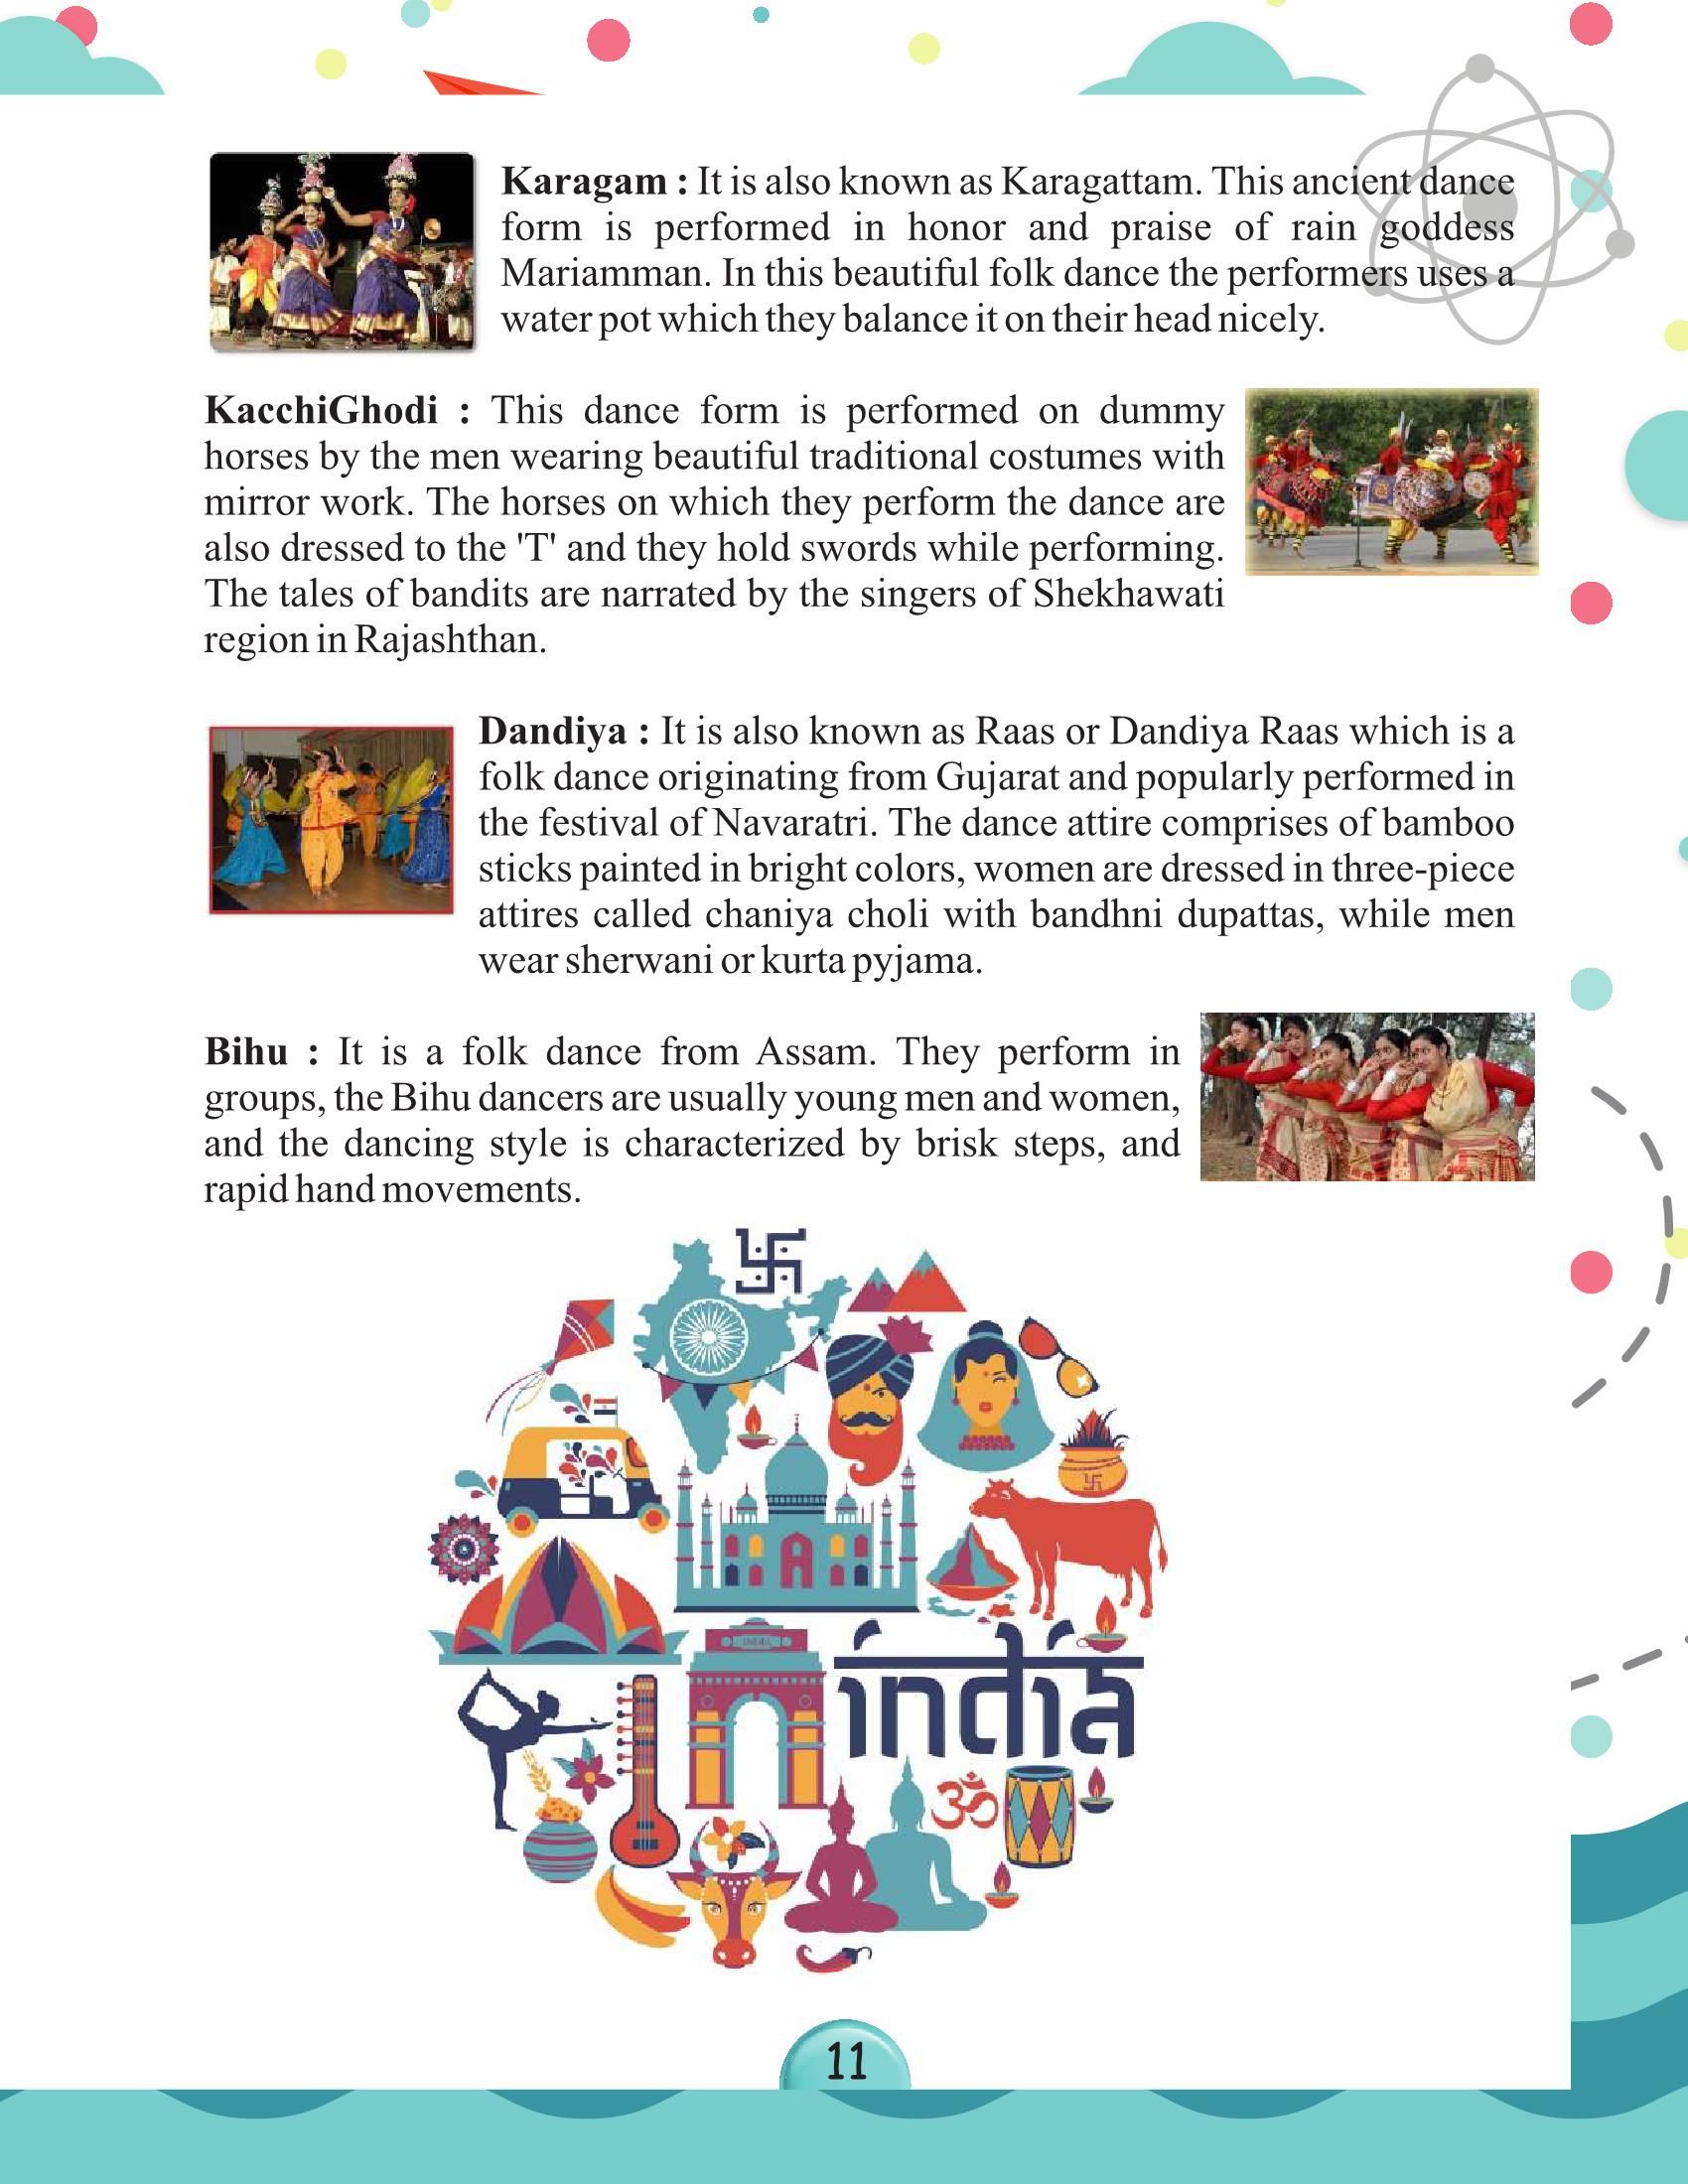 Karagam : It is also known as Karagattam. This ancient dance
form is performed in honor and praise of rain goddess
Mariamman. In this beautiful folk dance the performers uses a
water pot which they balance it on their head nicely.
KacchiGhodi : This dance form is performed on dummy
horses by the men wearing beautiful traditional costumes with
mirror work. The horses on which they perform the dance are
also dressed to the 'T' and they hold swords while performing.
The tales of bandits are narrated by the singers of Shekhawati
region in Rajashthan.
Dandiya : It is also known as Raas or Dandiya Raas which is a
folk dance originating from Gujarat and popularly performed in
the festival of Navaratri. The dance attire comprises of bamboo
sticks painted in bright colors, women are dressed in three-piece
attires called chaniya choli with bandhni dupattas, while men
wear sherwani or kurta pyjama.
Bihu : It is a folk dance from Assam. They perform in
groups, the Bihu dancers are usually young men and women,
and the dancing style is characterized by brisk steps, and
rapid hand movements.
INDIA
india
ॐ
11